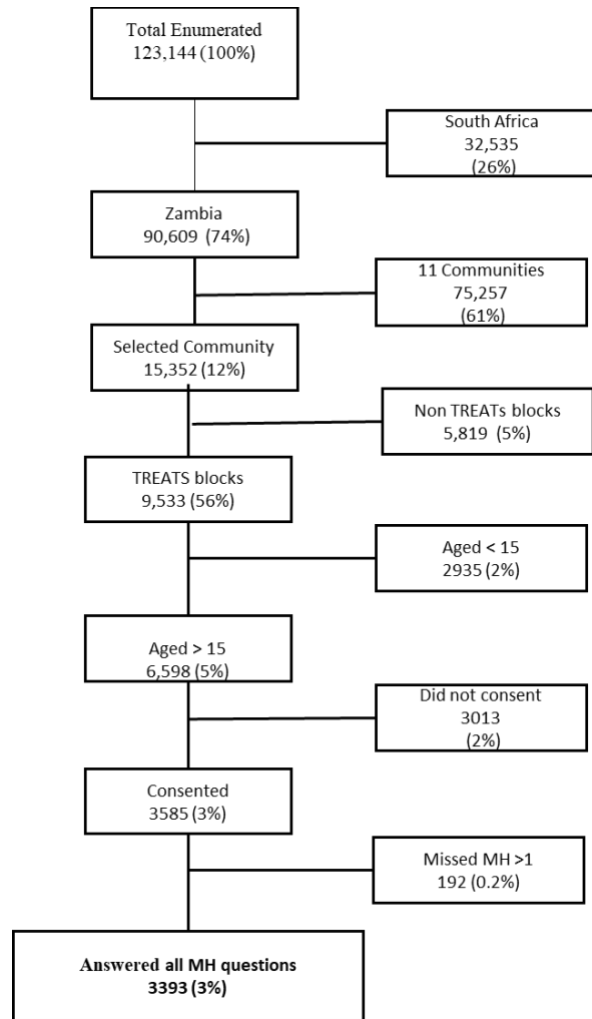 Total Enumerated
123,144 (100%)
South Africa
32,535
(26%)
Zambia
90,609 (74%)
11 Communities
75,257
(61%)
Selected Community
15,352 (12%)
Non TREATs blocks
5,819 (5%)
TREATS blocks
9,533 (56%)
Aged < 15
2935 (2%)
Aged > 15
6,598 (5%)
Did not consent
3013
(2%)
Consented
3585 (3%)
Missed MH >1
192 (0.2%)
Answered all MH questions
3393 (3%)